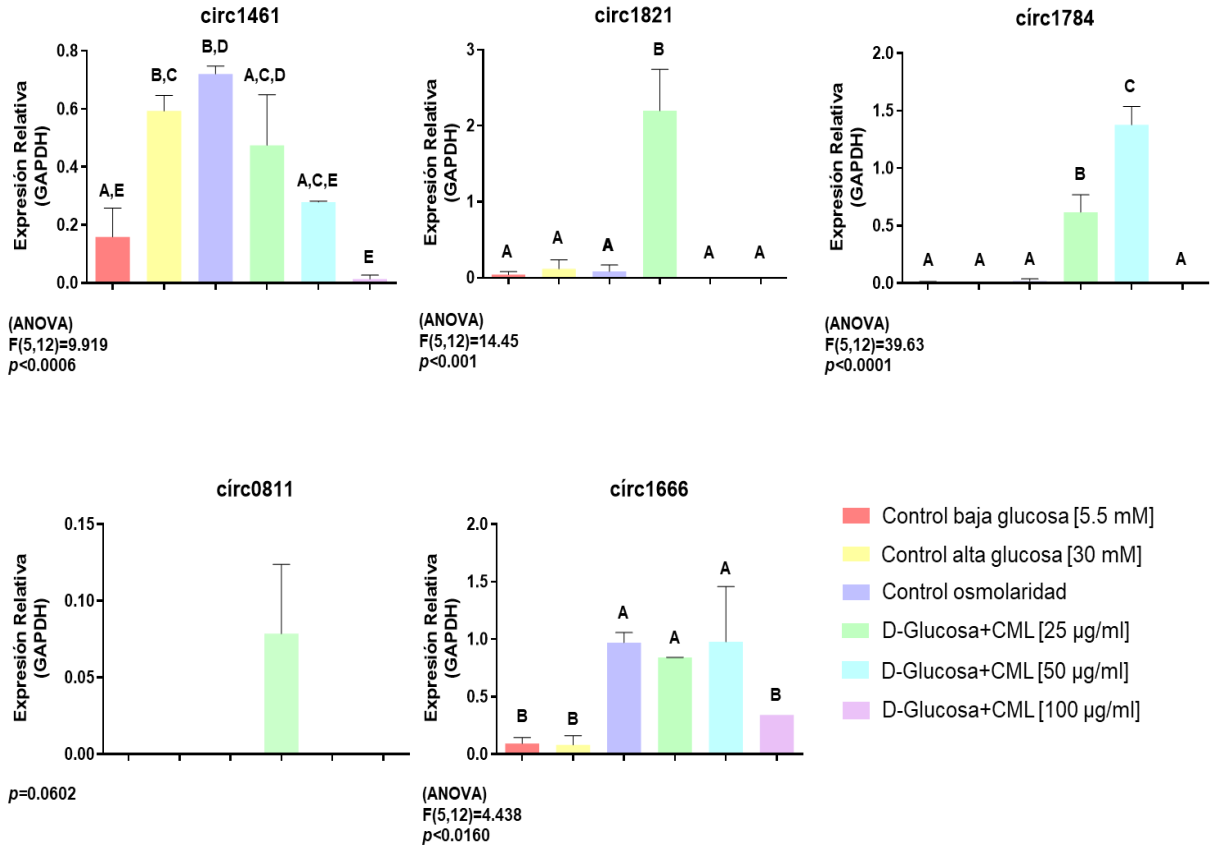 circ1461
Expresión Relativa
(GAPDH)
0.8
0.6
0.4
0.2
0.0
A,E
B,C
B,D
A,C,D
A,C,E
E
(ANOVA)
F(5,12)=9.919
p<0.0006
circ1821
Expresión Relativa
(GAPDH)
3
2
1
0
A
A
A
B
A
A
(ANOVA)
F(5,12)=14.45
p<0.001
círc1784
Expresión Relativa
(GAPDH)
2.0
1.5
1.0
0.5
0.0
A
A
A
B
C
A
(ANOVA)
F(5,12)=39.63
p<0.0001
círc0811
Expresión Relativa
(GAPDH)
0.15
0.10
0.05
0.00
p=0.0602
círc1666
Expresión Relativa
(GAPDH)
2.0
1.5
1.0
0.5
0.0
B
B
A
A
A
B
(ANOVA)
F(5,12)=4.438
p<0.0160
Control baja glucosa [5.5 mM]
Control alta glucosa [30 mM]
Control osmolaridad
D-Glucosa+CML [25 µg/ml]
D-Glucosa+CML [50 µg/ml]
D-Glucosa+CML [100 µg/ml]